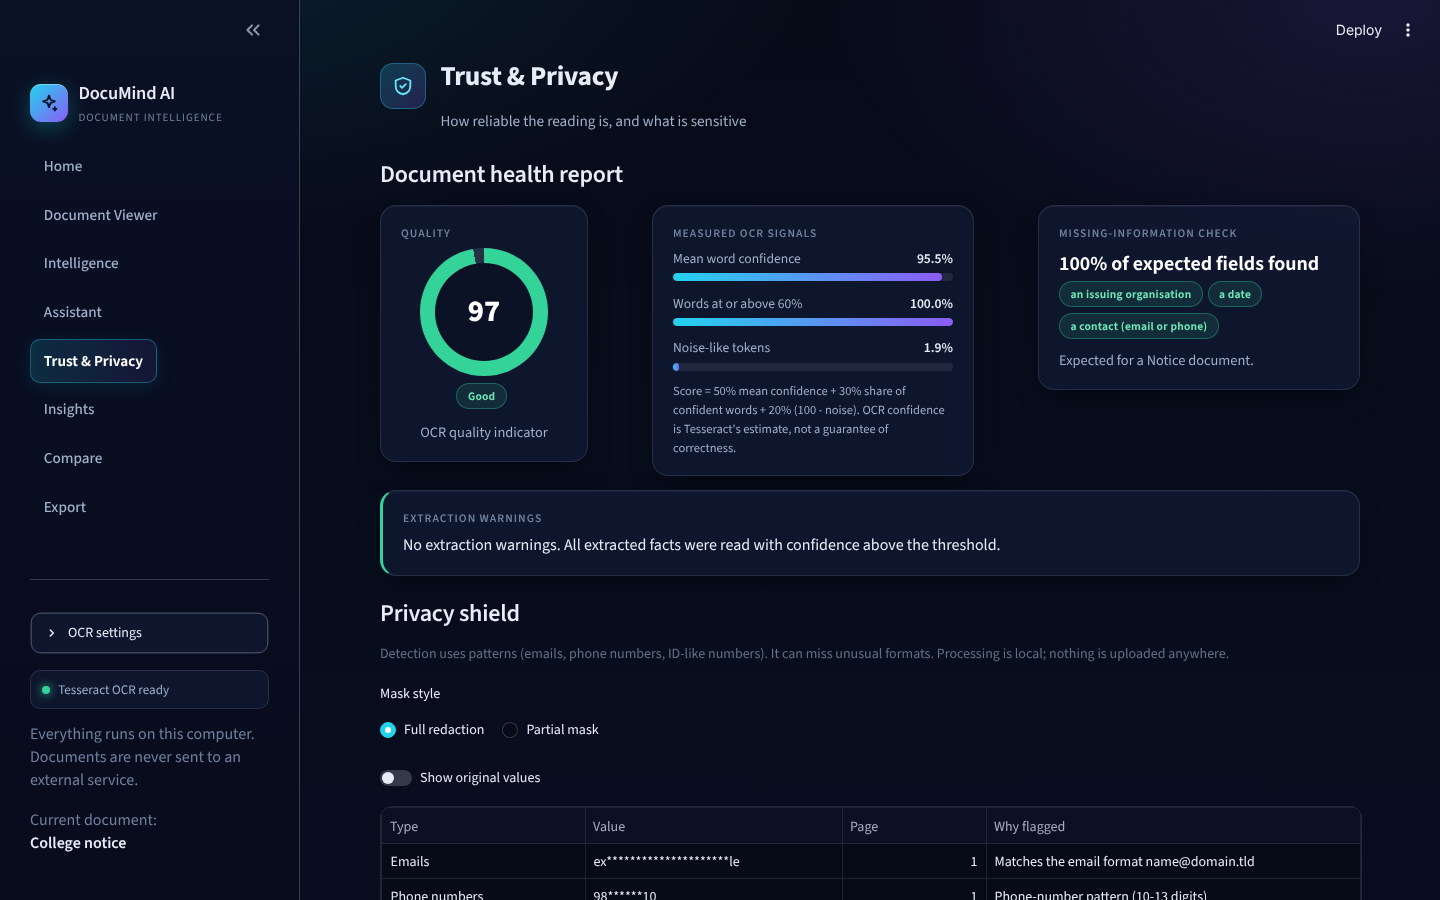 Deploy
DocuMind AI
DOCUMENT INTELLIGENCE
Home
Document Viewer
Intelligence
Assistant
Trust & Privacy
Insights
Compare
Export
OCR settings
Tesseract OCR ready
Everything runs on this computer.
Documents are never sent to an
external service.
Current document:
College notice
Trust & Privacy
How reliable the reading is, and what is sensitive
Document health report
QUALITY
97
Good
OCR quality indicator
MEASURED OCR SIGNALS
Mean word confidence 95.5%
Words at or above 60% 100.0%
Noise-like tokens 1.9%
Score = 50% mean confidence + 30% share of
confident words + 20% (100 - noise). OCR confidence
is Tesseract's estimate, not a guarantee of
correctness.
MISSING-INFORMATION CHECK
100% of expected fields found
an issuing organisation a date
a contact (email or phone)
Expected for a Notice document.
EXTRACTION WARNINGS
No extraction warnings. All extracted facts were read with confidence above the threshold.
Privacy shield
Detection uses patterns (emails, phone numbers, ID-like numbers). It can miss unusual formats. Processing is local; nothing is uploaded anywhere.
Mask style
Full redaction Partial mask
Show original values
Type Value Page Why flagged
Emails ex*********************le 1 Matches the email format name@domain.tld
Phone numbers 98******10 1 Phone-number pattern (10-13 digits)